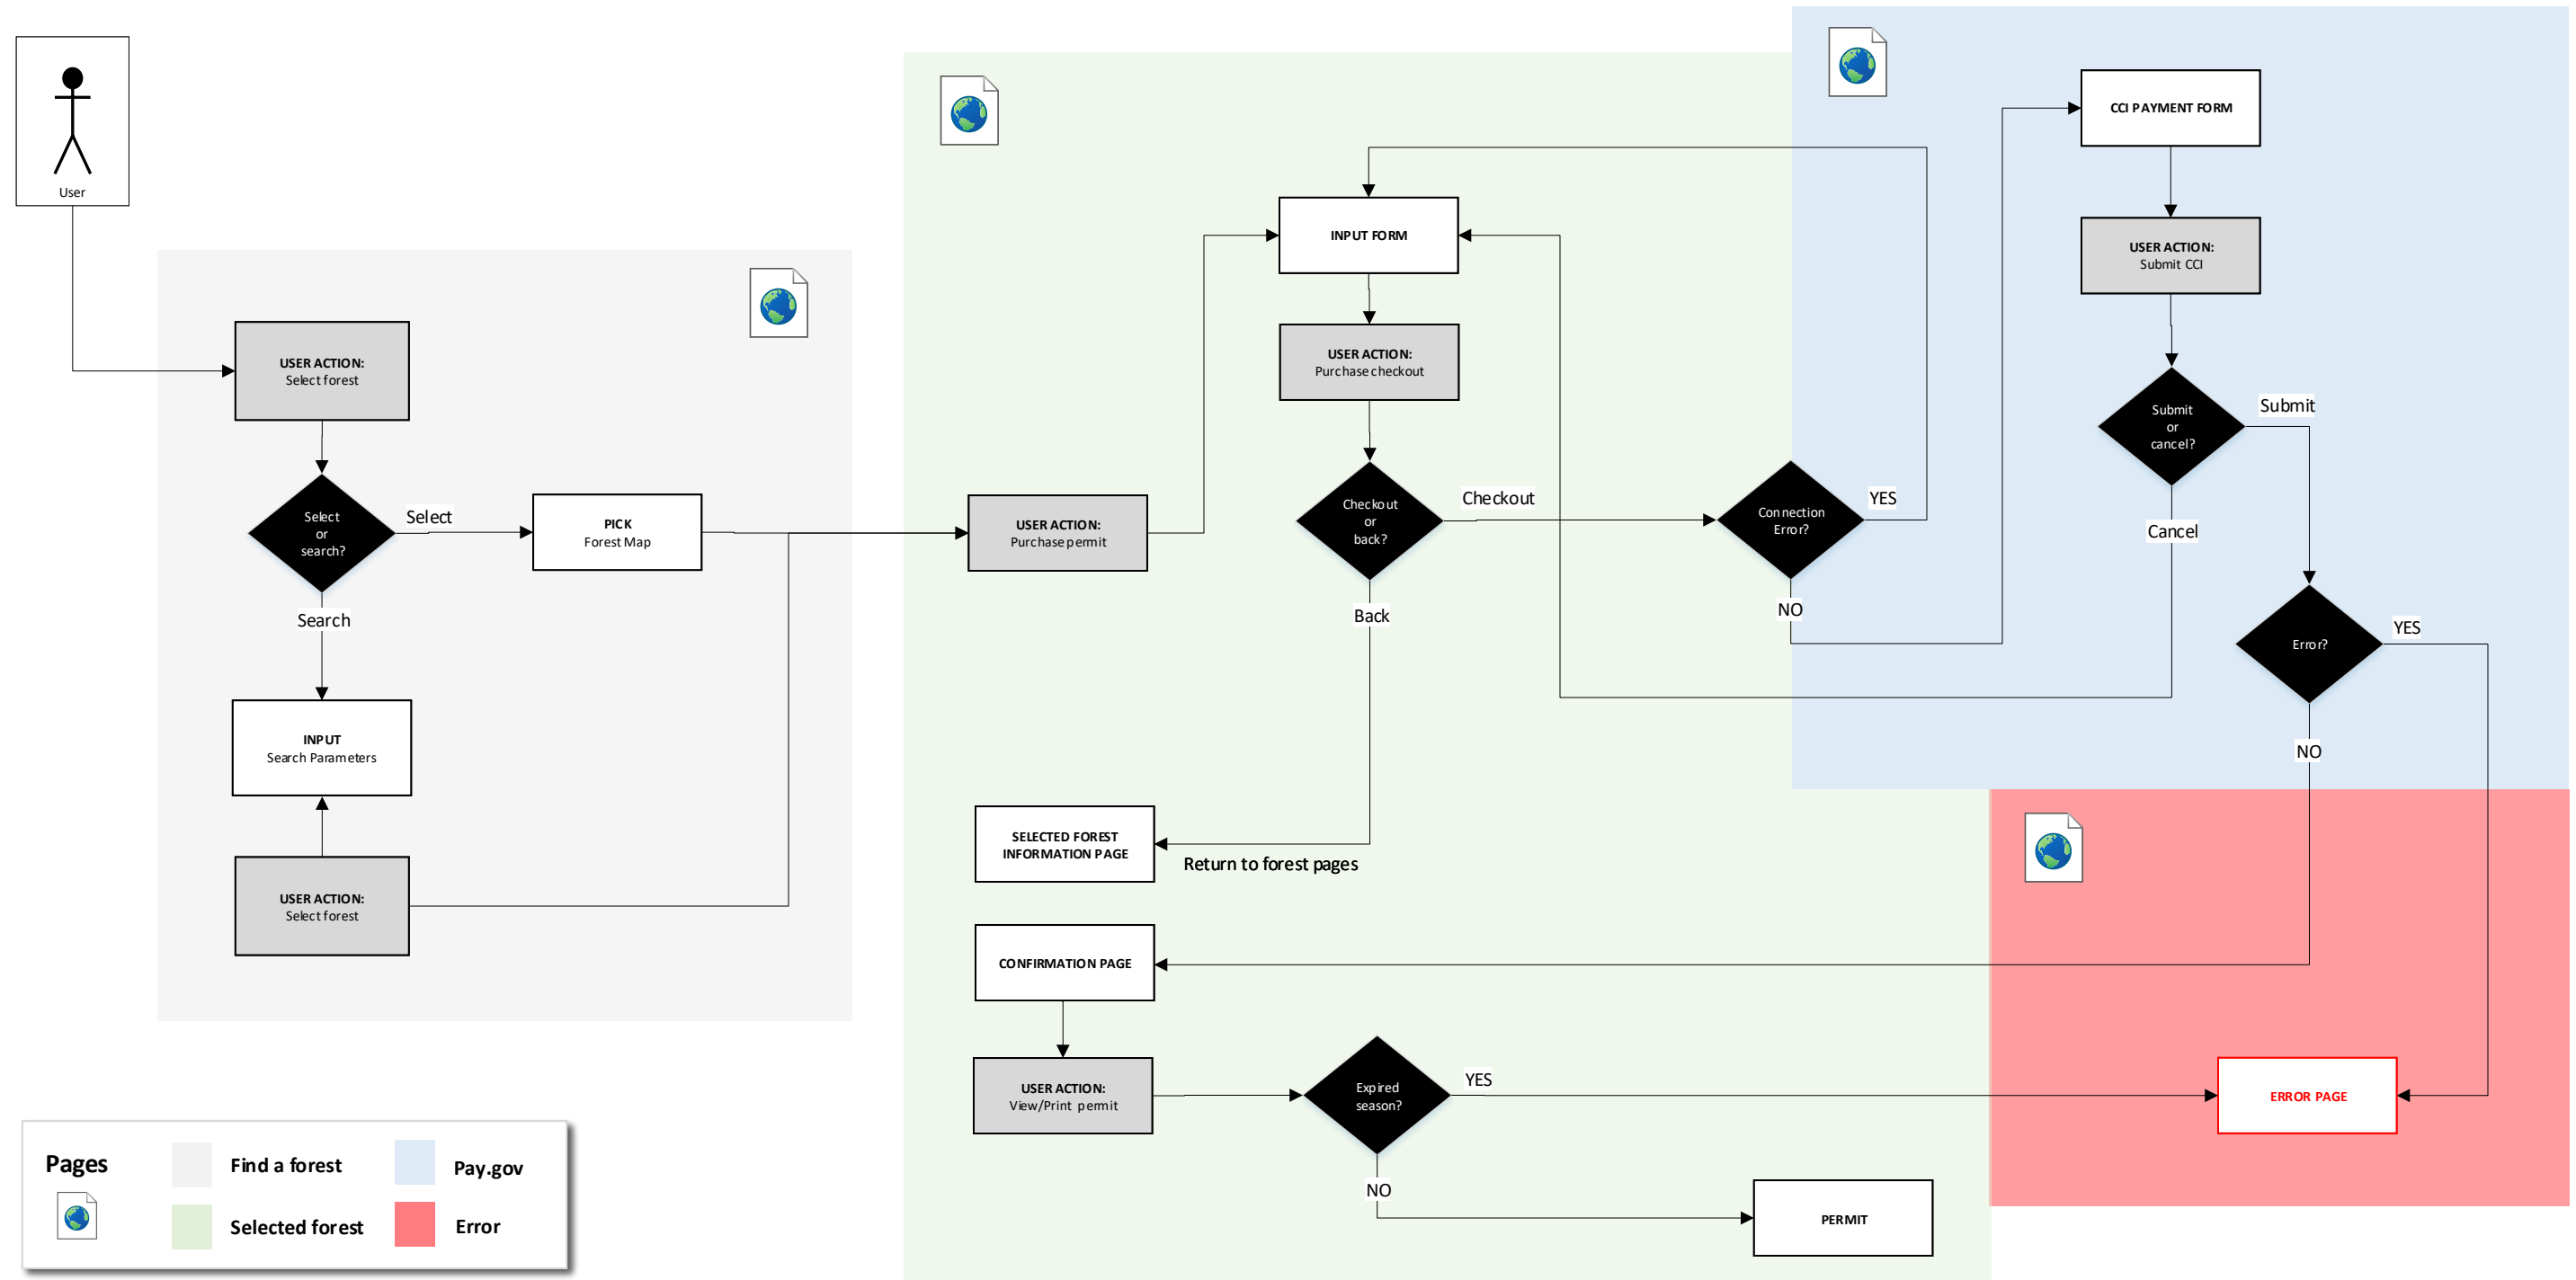 User
USER ACTION:
Select forest
Select
or
search?
Select
PICK
Forest Map
Search
INPUT
Search Parameters
USER ACTION:
Select forest
USER ACTION:
Purchase permit
INPUT FORM
USER ACTION:
Purchase checkout
Checkout
or
back?
Checkout
Back
Connection
Error?
YES
NO
CCI PAYMENT FORM
USER ACTION:
Submit CCI
Submit
or
cancel?
Submit
Cancel
Error?
YES
NO
SELECTED FOREST
INFORMATION PAGE
Return to forest pages
CONFIRMATION PAGE
USER ACTION:
View/Print permit
Expired
season?
YES
NO
ERROR PAGE
PERMIT
Pages
Find a forest
Pay.gov
Selected forest
Error